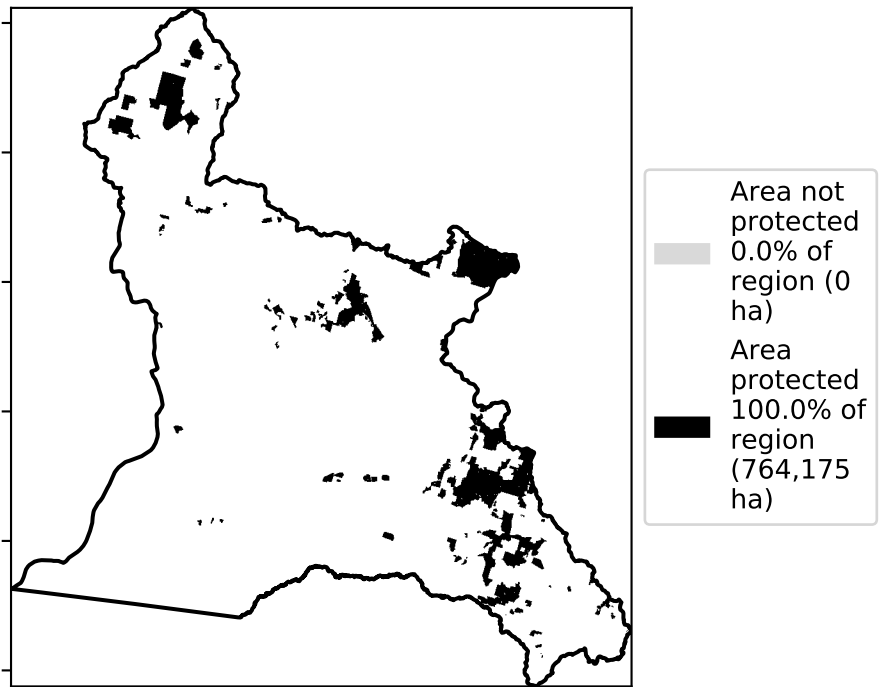 Area not
protected
0.0% of
region (0
ha)
Area
protected
100.0% of
region
(764,175
ha)